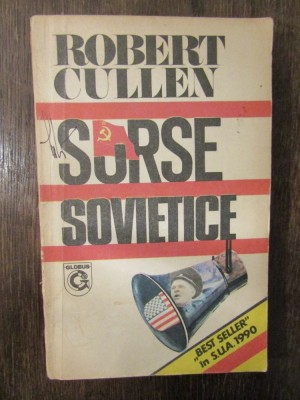 ROBERT
CULLEN
SURSE
SOVIETICE
GLOBUS
G
„BEST SELLER"
în S.U.A. 1990